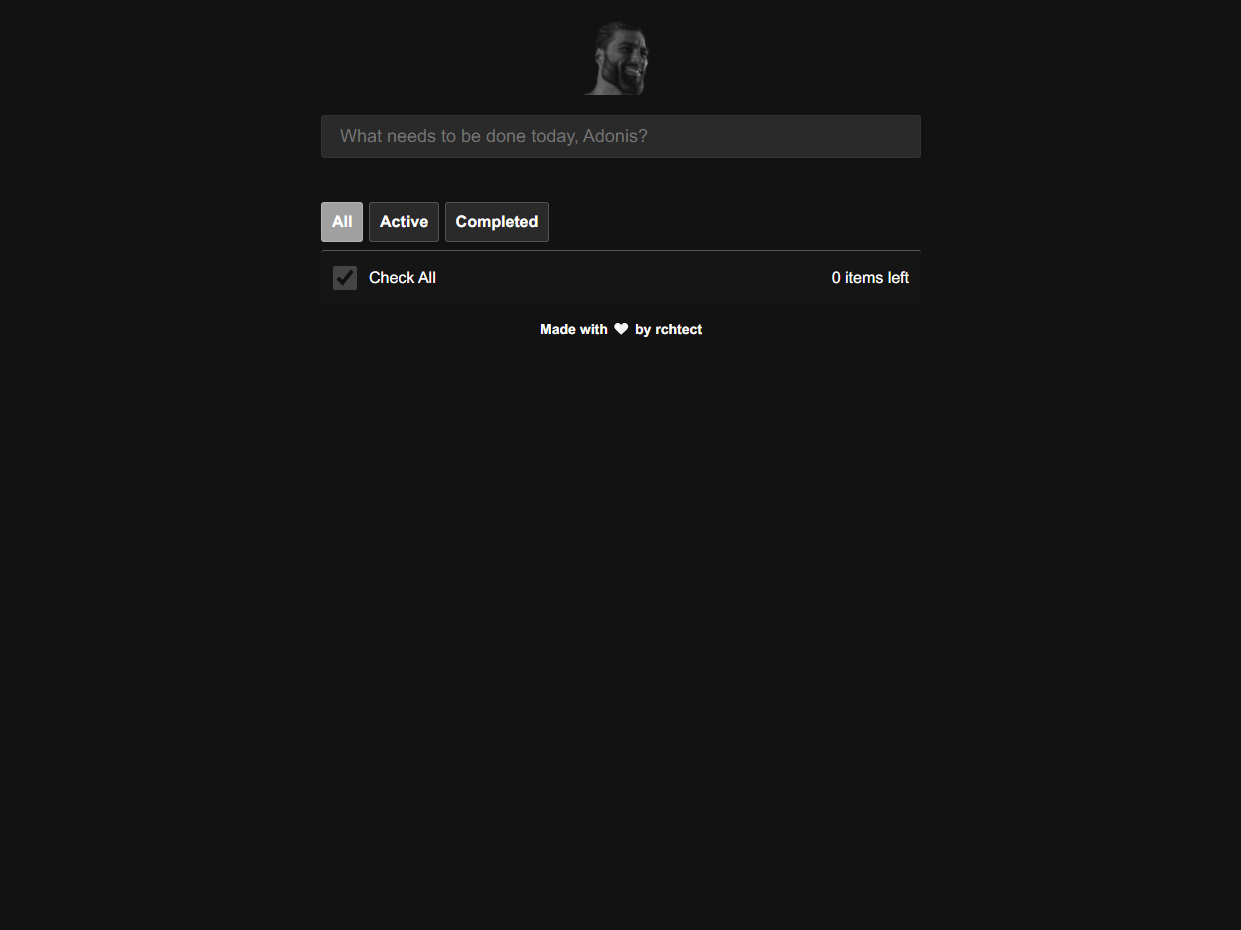 What needs to be done today, Adonis?
All Active Completed
Check All 0 items left
Made with ♥ by rchtect